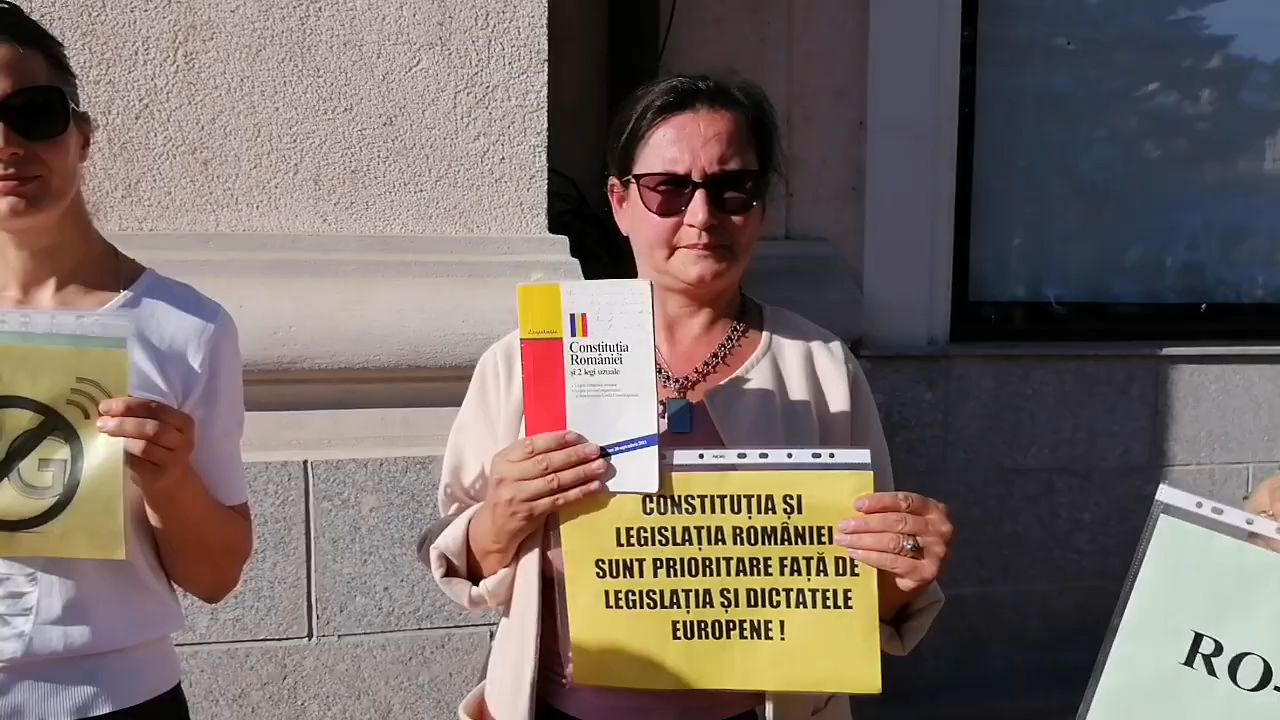 Legislație
Constituția
României
și 2 legi uzuale
CONSTITUȚIA ȘI
LEGISLAȚIA ROMÂNIEI
SUNT PRIORITARE FAȚĂ DE
LEGISLAȚIA ȘI DICTATELE
EUROPENE !
G
RO-